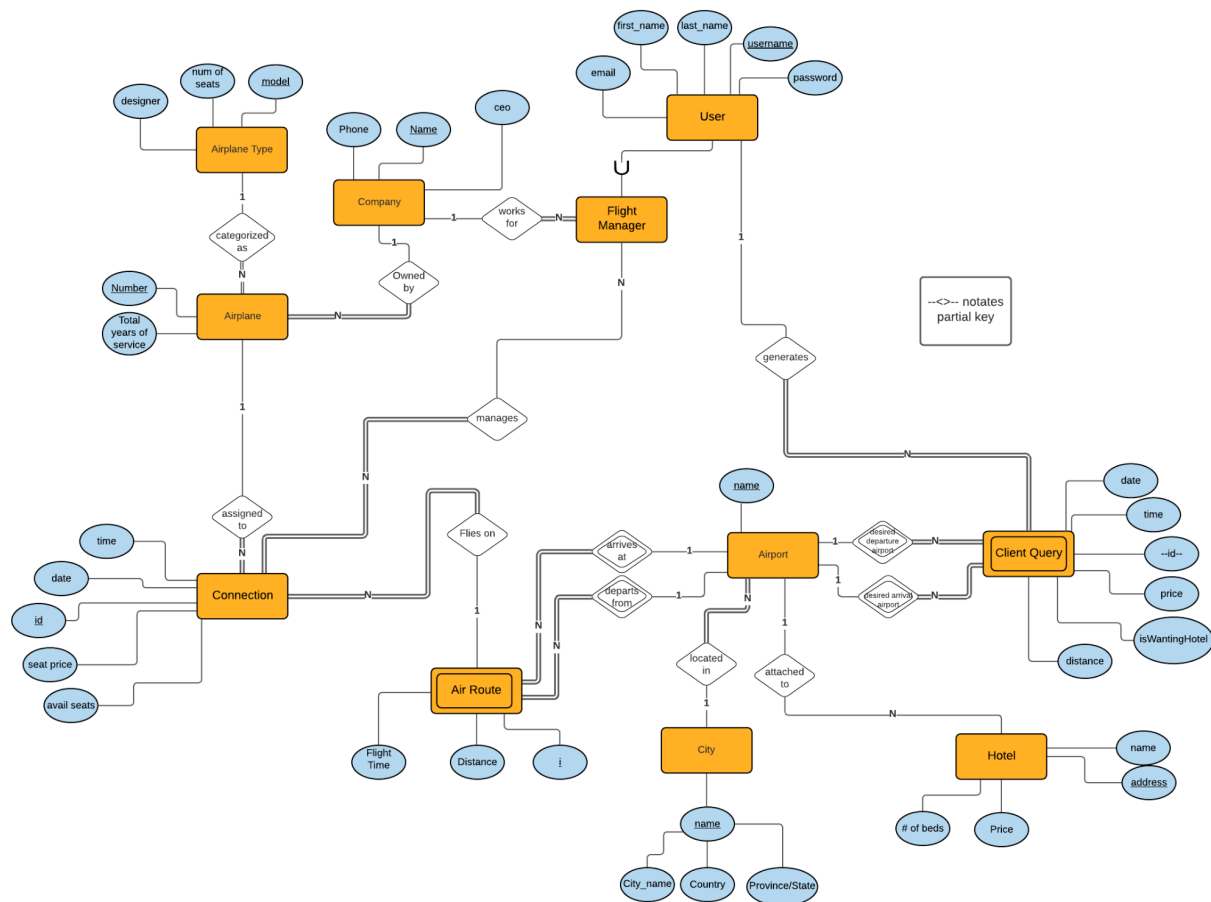 first_name
last_name
username
email
password
User
num of
seats
model
designer
Airplane Type
ceo
Phone
Name
Company
1
works
for
N
Flight
Manager
U
1
categorized
as
N
1
Owned
by
N
Number
Total
years of
service
Airplane
N
1
--<>-- notates
partial key
generates
1
manages
N
N
assigned
to
N
Flies on
N
1
time
date
id
seat price
avail seats
Connection
name
Airport
arrives
at
1
N
departs
from
1
N
1
desired
departure
airport
N
1
desired arrival
airport
N
date
time
--id--
price
isWantingHotel
distance
Client Query
N
located
in
1
1
attached
to
N
Air Route
Flight
Time
Distance
i
City
name
City_name
Country
Province/State
Hotel
name
address
# of beds
Price